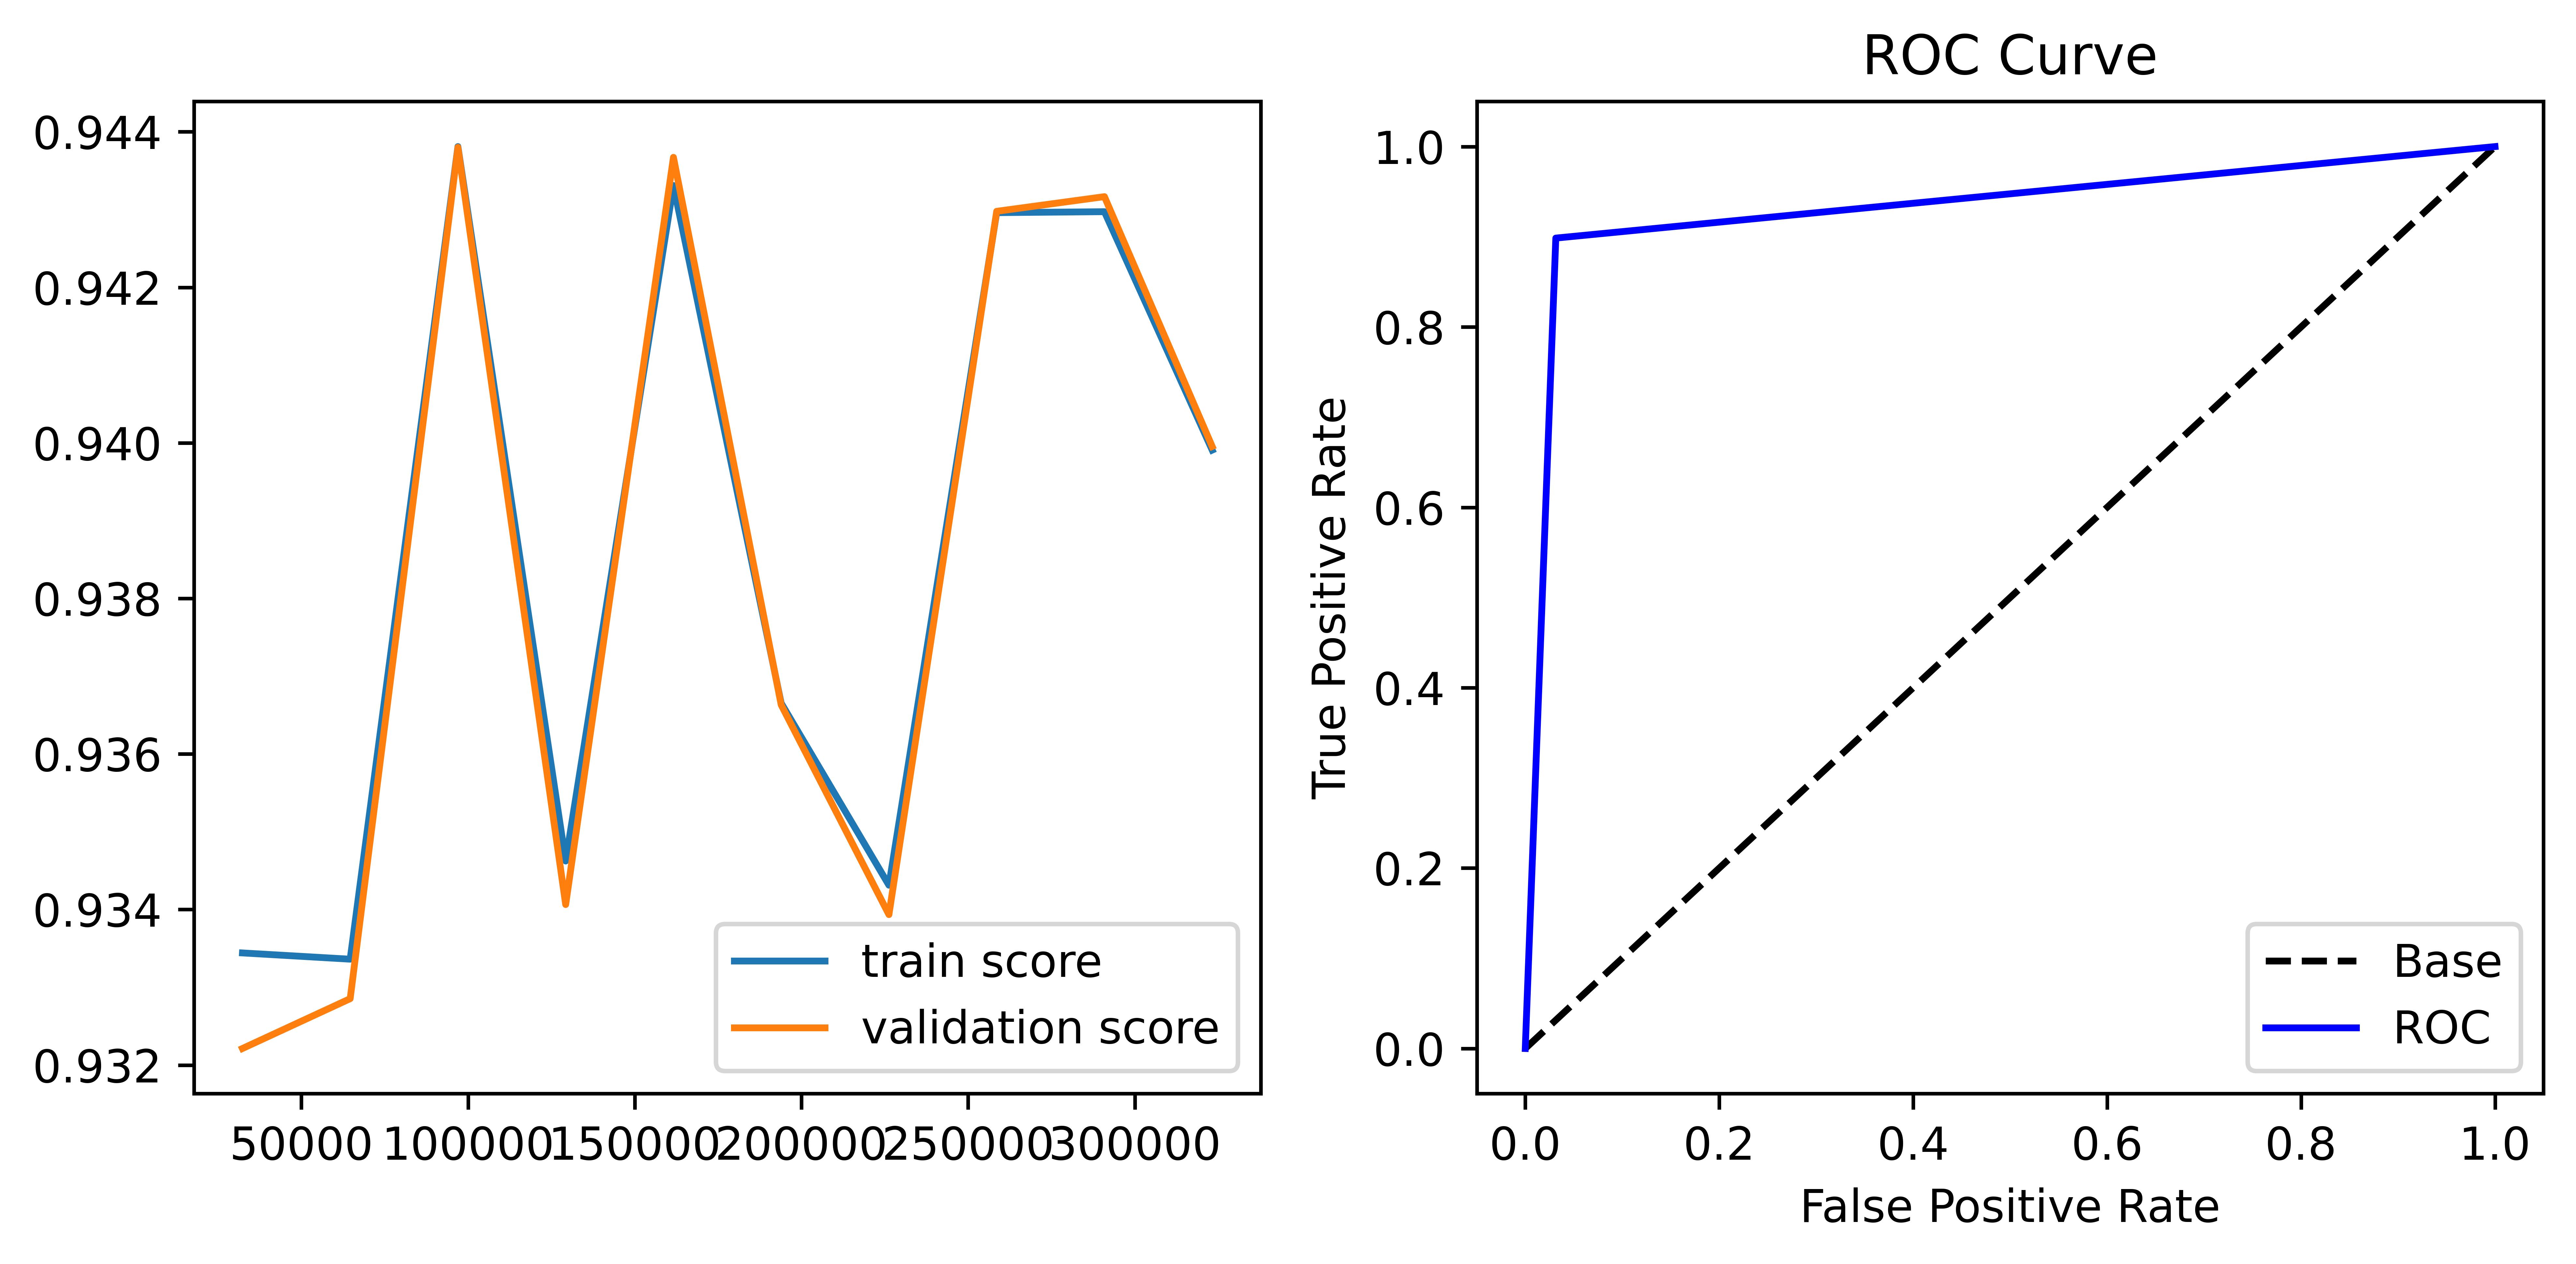 0.944
0.942
0.940
0.938
0.936
0.934
0.932
50000 100000 150000 200000 250000 300000
train score
validation score
ROC Curve
True Positive Rate
1.0
0.8
0.6
0.4
0.2
0.0
0.0 0.2 0.4 0.6 0.8 1.0
False Positive Rate
Base
ROC